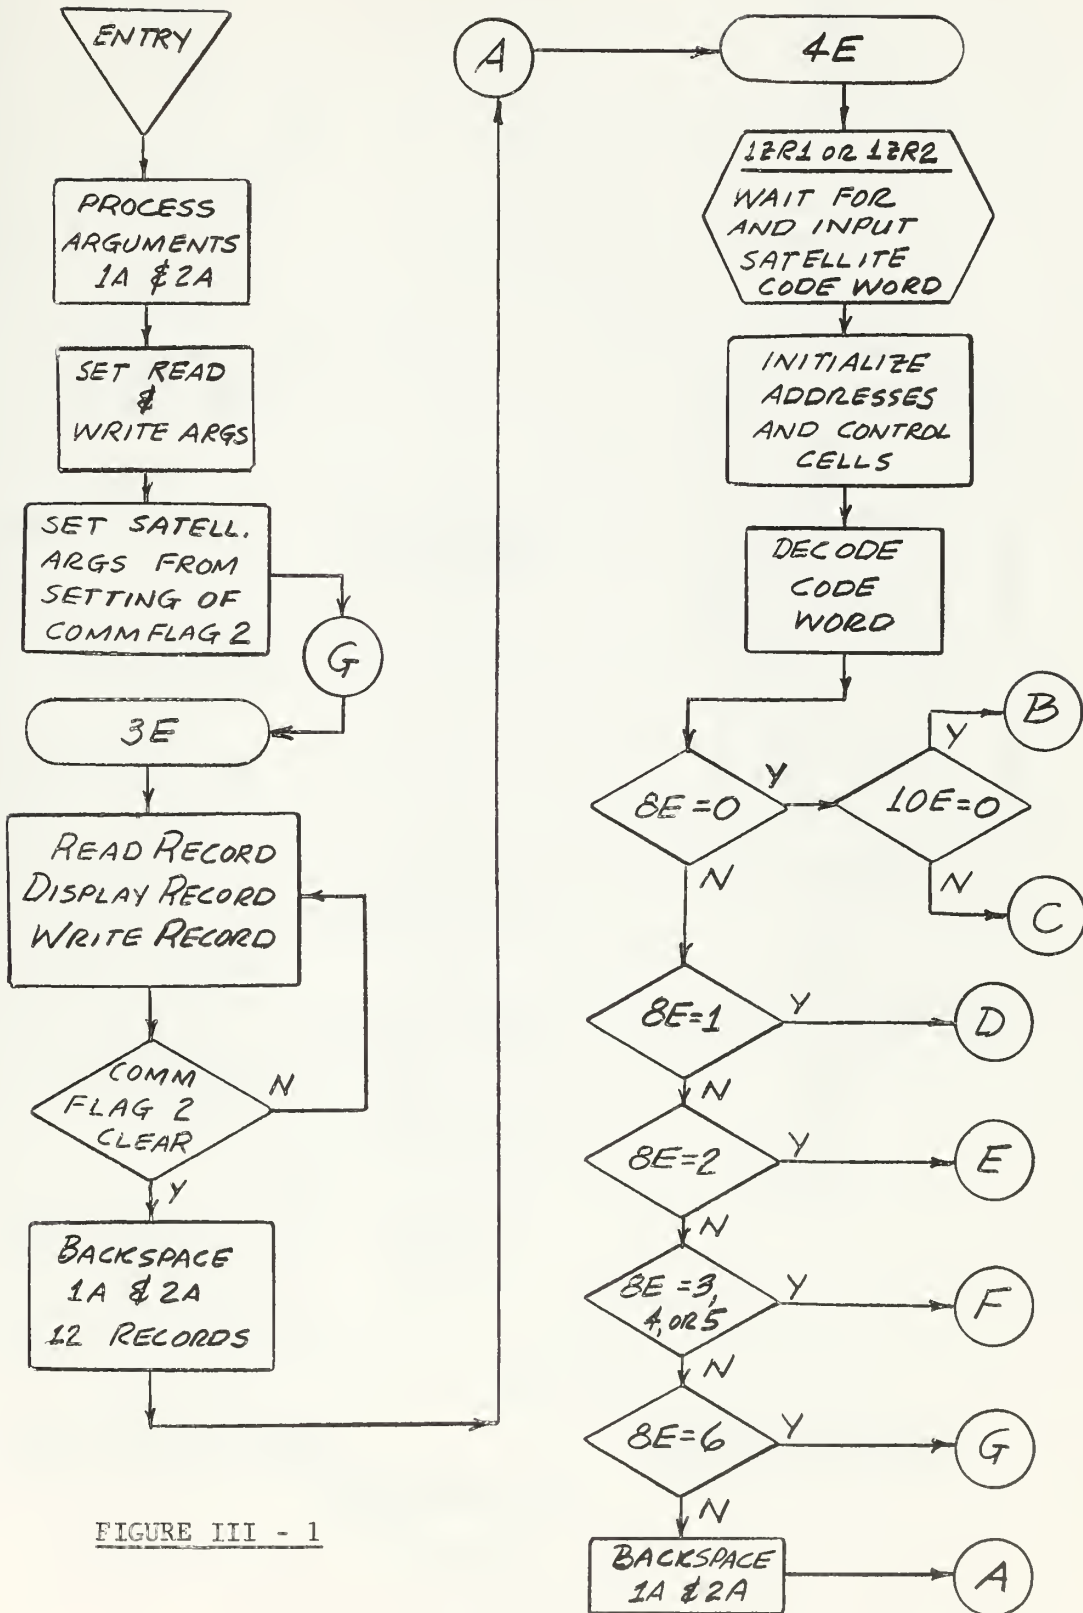 ENTRY
PROCESS
ARGUMENTS
1A & 2A
SET READ
&
WRITE ARGS
SET SATELL.
ARGS FROM
SETTING OF
COMM FLAG 2
G
3E
READ RECORD
DISPLAY RECORD
WRITE RECORD
COMM
FLAG 2
CLEAR
N
Y
BACKSPACE
1A & 2A
12 RECORDS
FIGURE III - 1
A
4E
1ZR1 OR 1ZR2
WAIT FOR
AND INPUT
SATELLITE
CODE WORD
INITIALIZE
ADDRESSES
AND CONTROL
CELLS
DECODE
CODE
WORD
8E=0
Y
10E=0
Y
B
N
C
N
8E=1
Y
D
N
8E=2
Y
E
N
8E=3,
4, OR 5
Y
F
N
8E=6
Y
G
N
BACKSPACE
1A & 2A
A